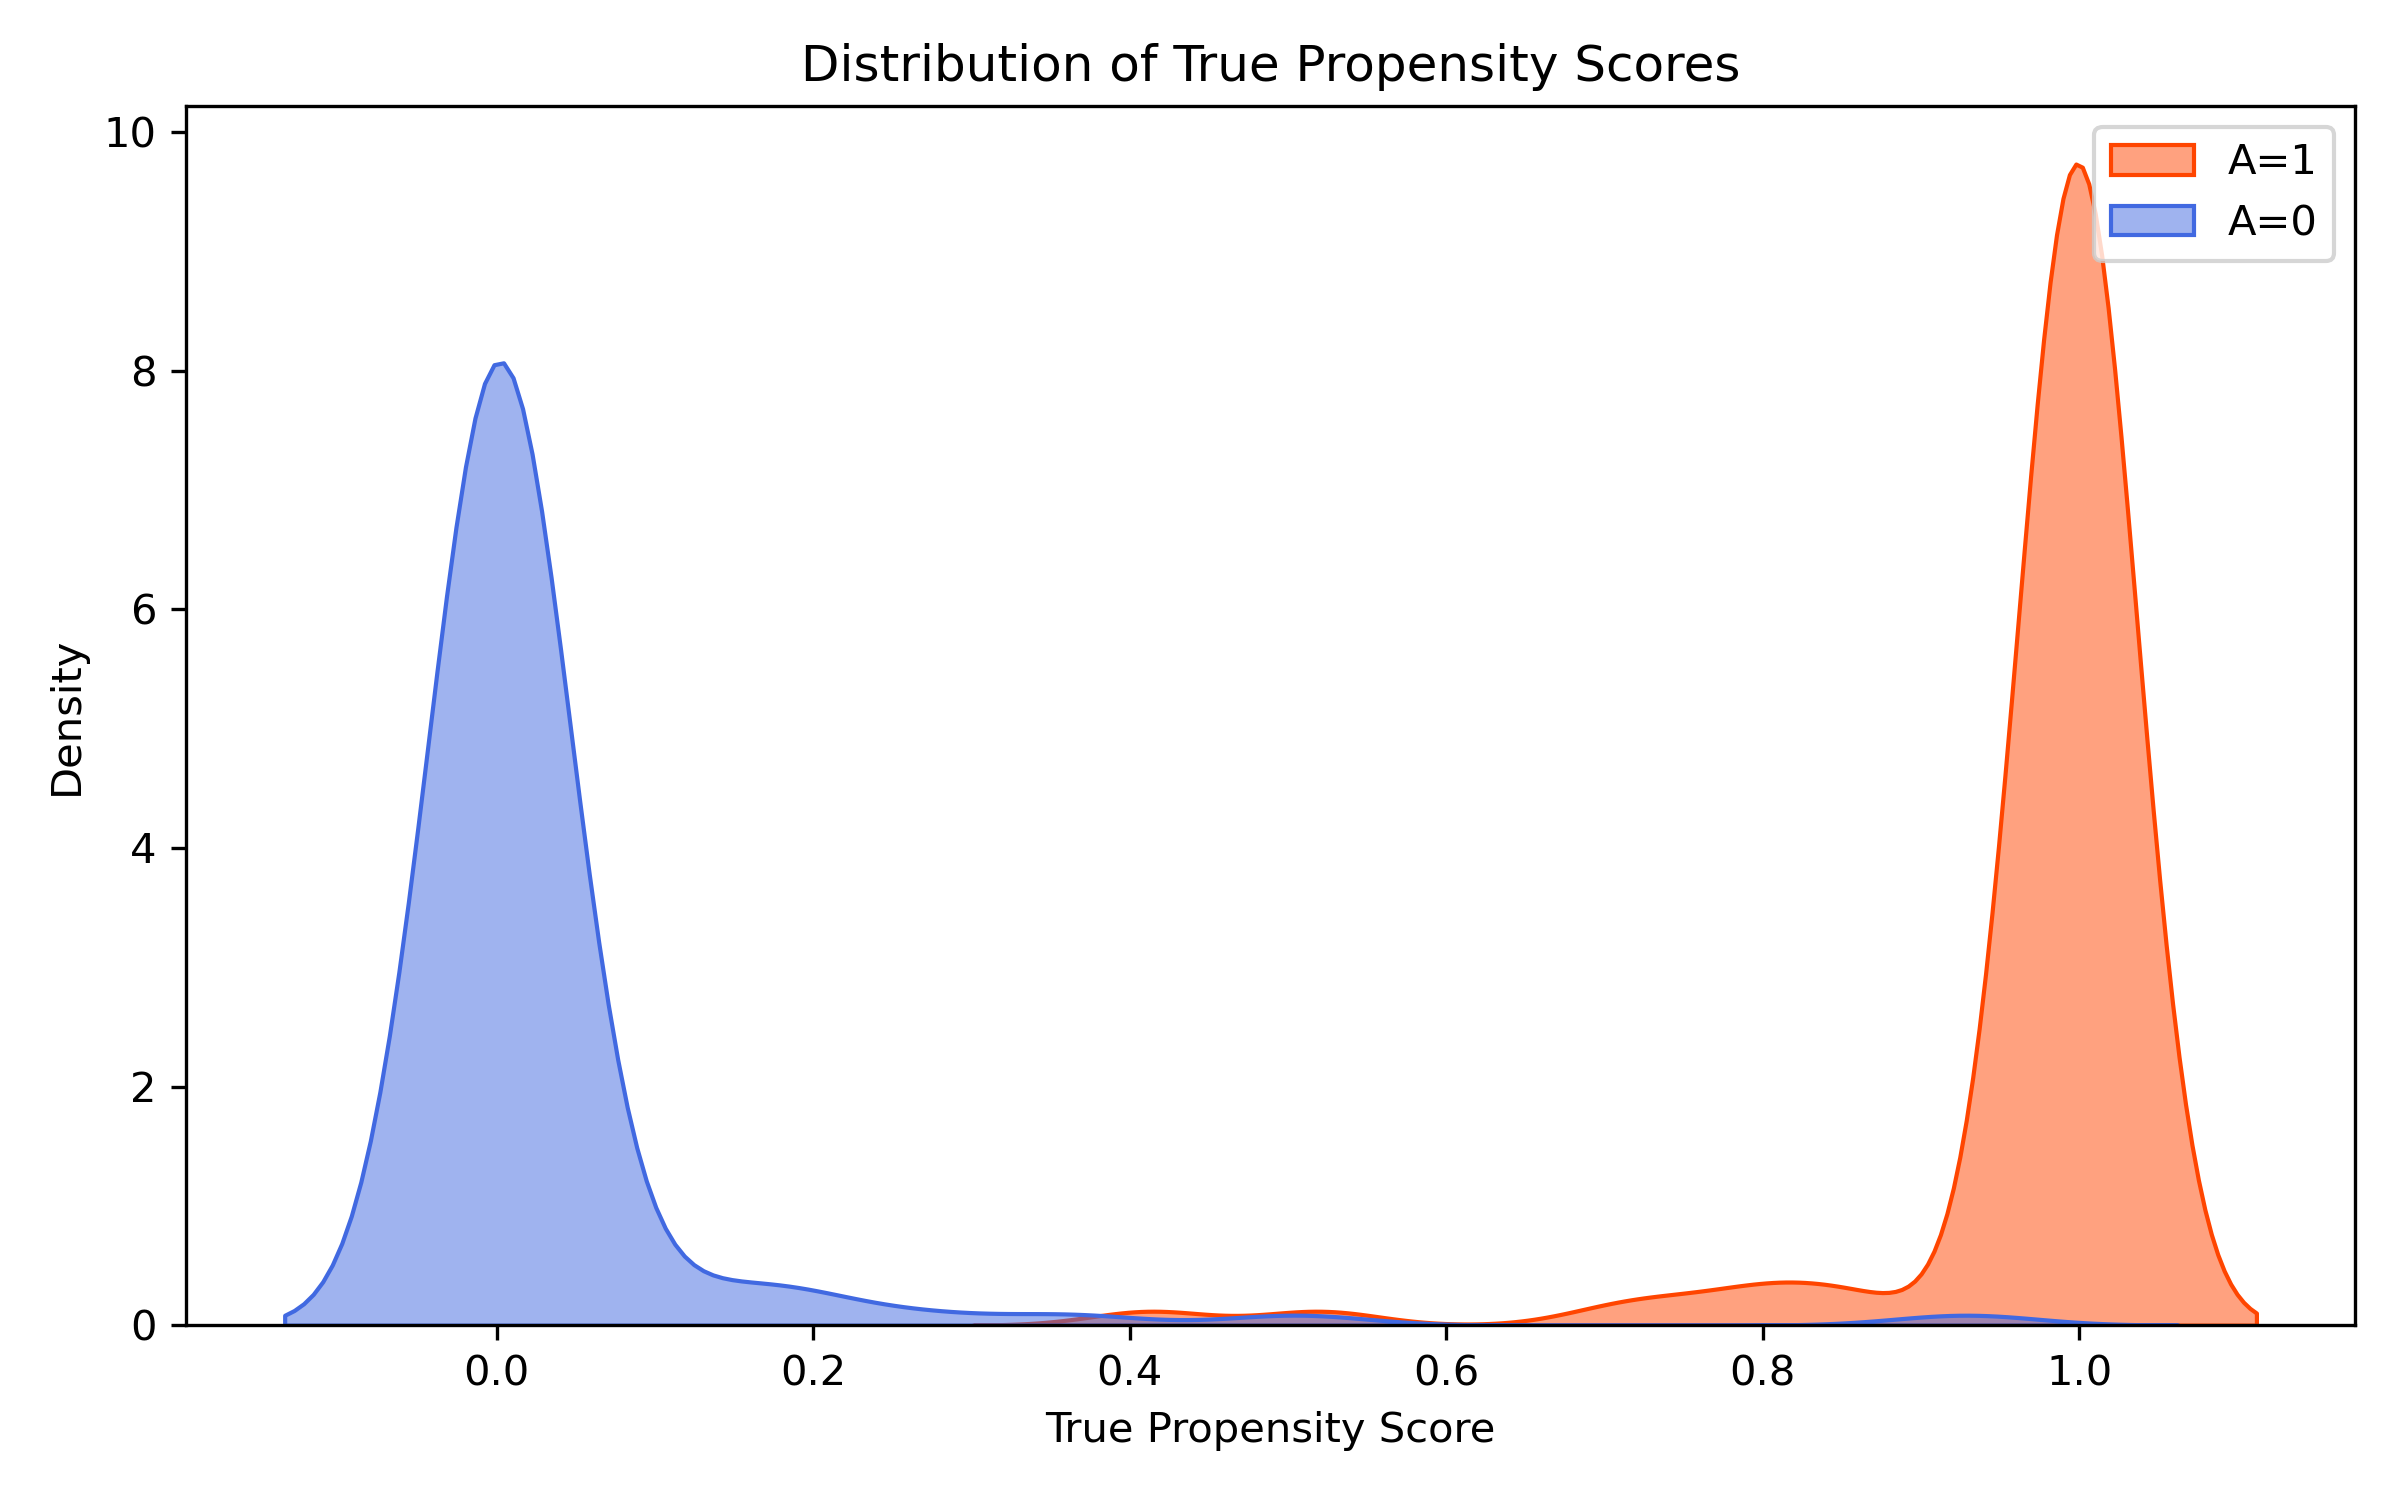 Distribution of True Propensity Scores
10
8
6
4
2
0
Density
A=1
A=0
0.0 0.2 0.4 0.6 0.8 1.0
True Propensity Score